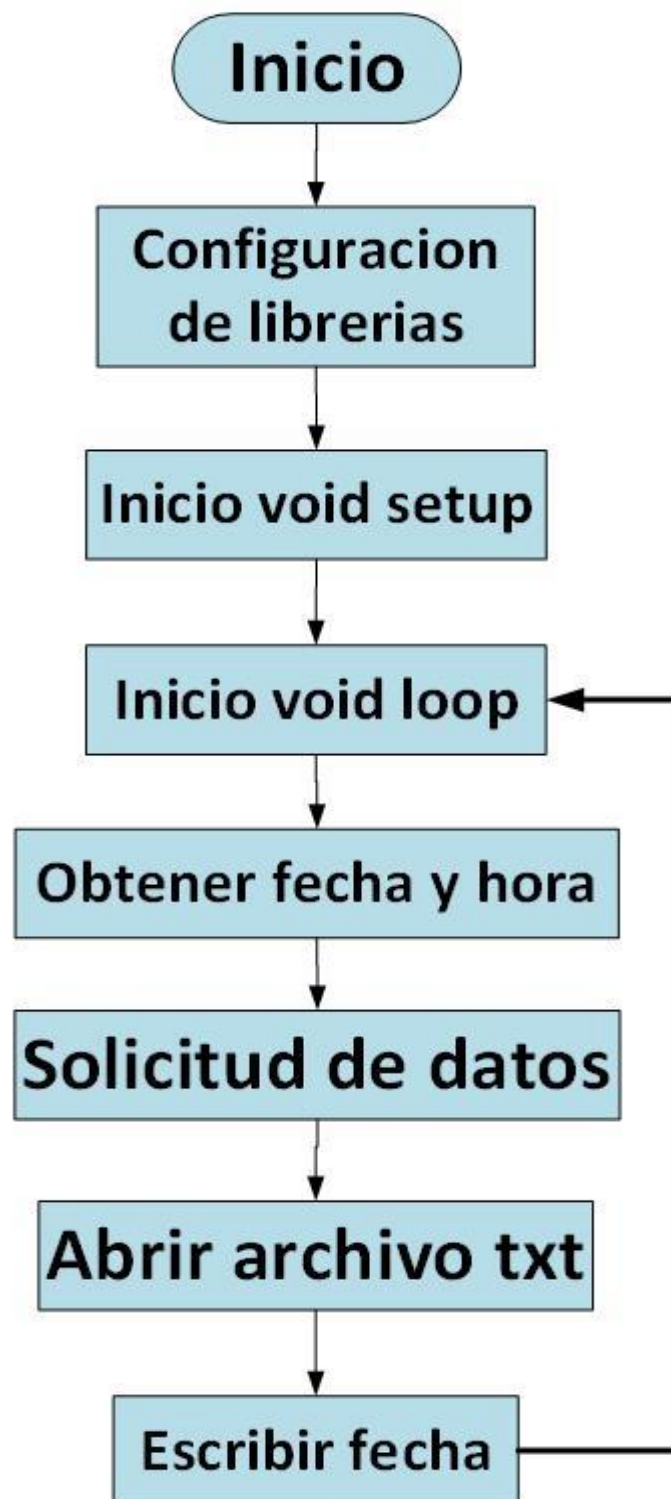 Inicio
Configuracion
de librerias
Inicio void setup
Inicio void loop
Obtener fecha y hora
Solicitud de datos
Abrir archivo txt
Escribir fecha